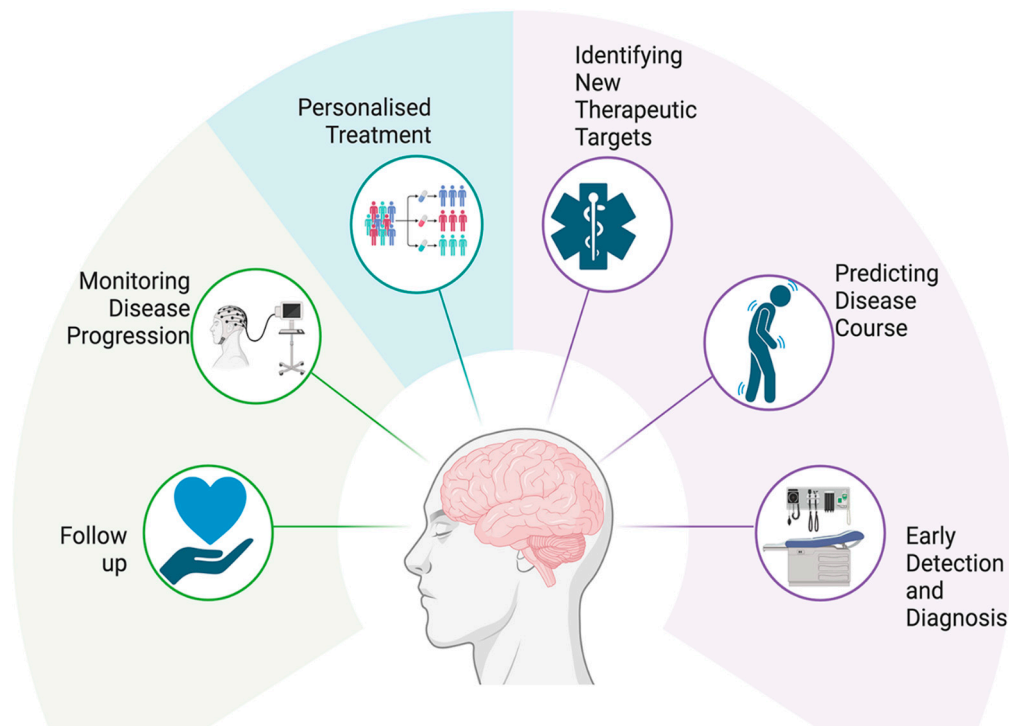 Identifying
New
Therapeutic
Targets
Personalised
Treatment
Monitoring
Disease
Progression
Predicting
Disease
Course
Follow
up
Early
Detection
and
Diagnosis